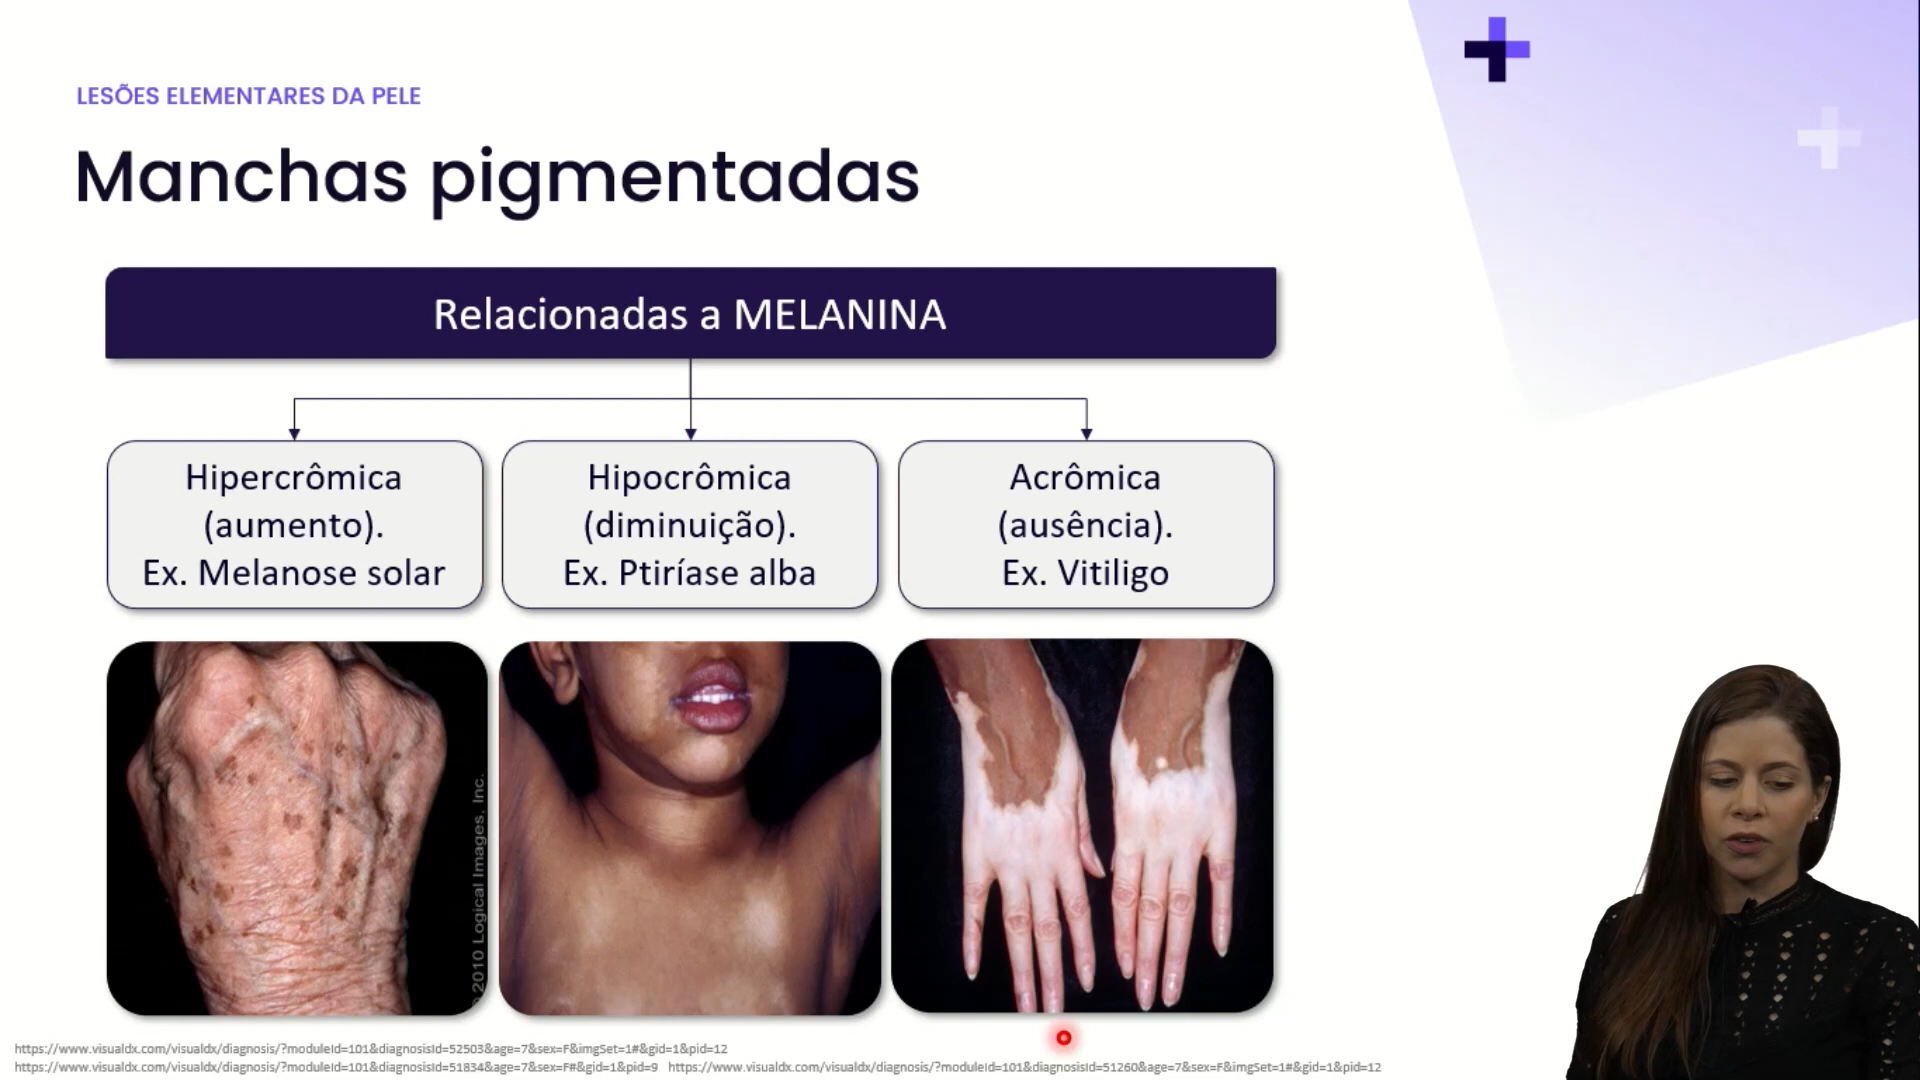 LESÕES ELEMENTARES DA PELE
Manchas pigmentadas
Relacionadas a MELANINA
Hipercrômica
(aumento).
Ex. Melanose solar
Hipocrômica
(diminuição).
Ex. Ptiríase alba
Acrômica
(ausência).
Ex. Vitiligo
2010 Logical Images, Inc.
https://www.visualdx.com/visualdx/diagnosis/?moduleId=101&diagnosisId=52503&age=7&sex=F&imgSet=1#&gid=1&pid=12
https://www.visualdx.com/visualdx/diagnosis/?moduleId=101&diagnosisId=51834&age=7&sex=F#&gid=1&pid=9 https://www.visualdx.com/visualdx/diagnosis/?moduleId=101&diagnosisId=51260&age=7&sex=F&imgSet=1#&gid=1&pid=12